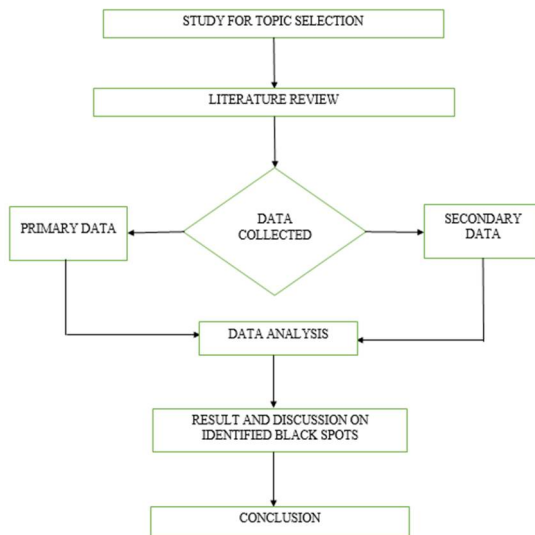 STUDY FOR TOPIC SELECTION
LITERATURE REVIEW
DATA
COLLECTED
PRIMARY DATA
SECONDARY
DATA
DATA ANALYSIS
RESULT AND DISCUSSION ON
IDENTIFIED BLACK SPOTS
CONCLUSION